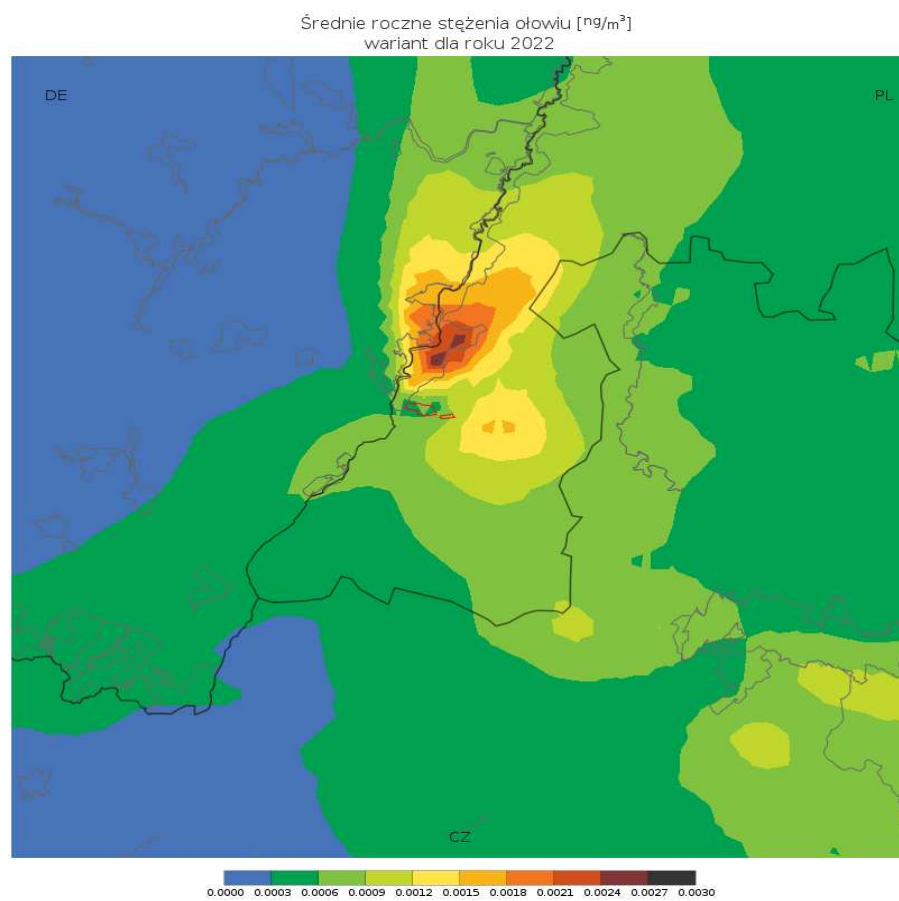 Średnie roczne stężenia ołowiu [ng/m³]
wariant dla roku 2022
DE
PL
CZ
0.0000 0.0003 0.0006 0.0009 0.0012 0.0015 0.0018 0.0021 0.0024 0.0027 0.0030